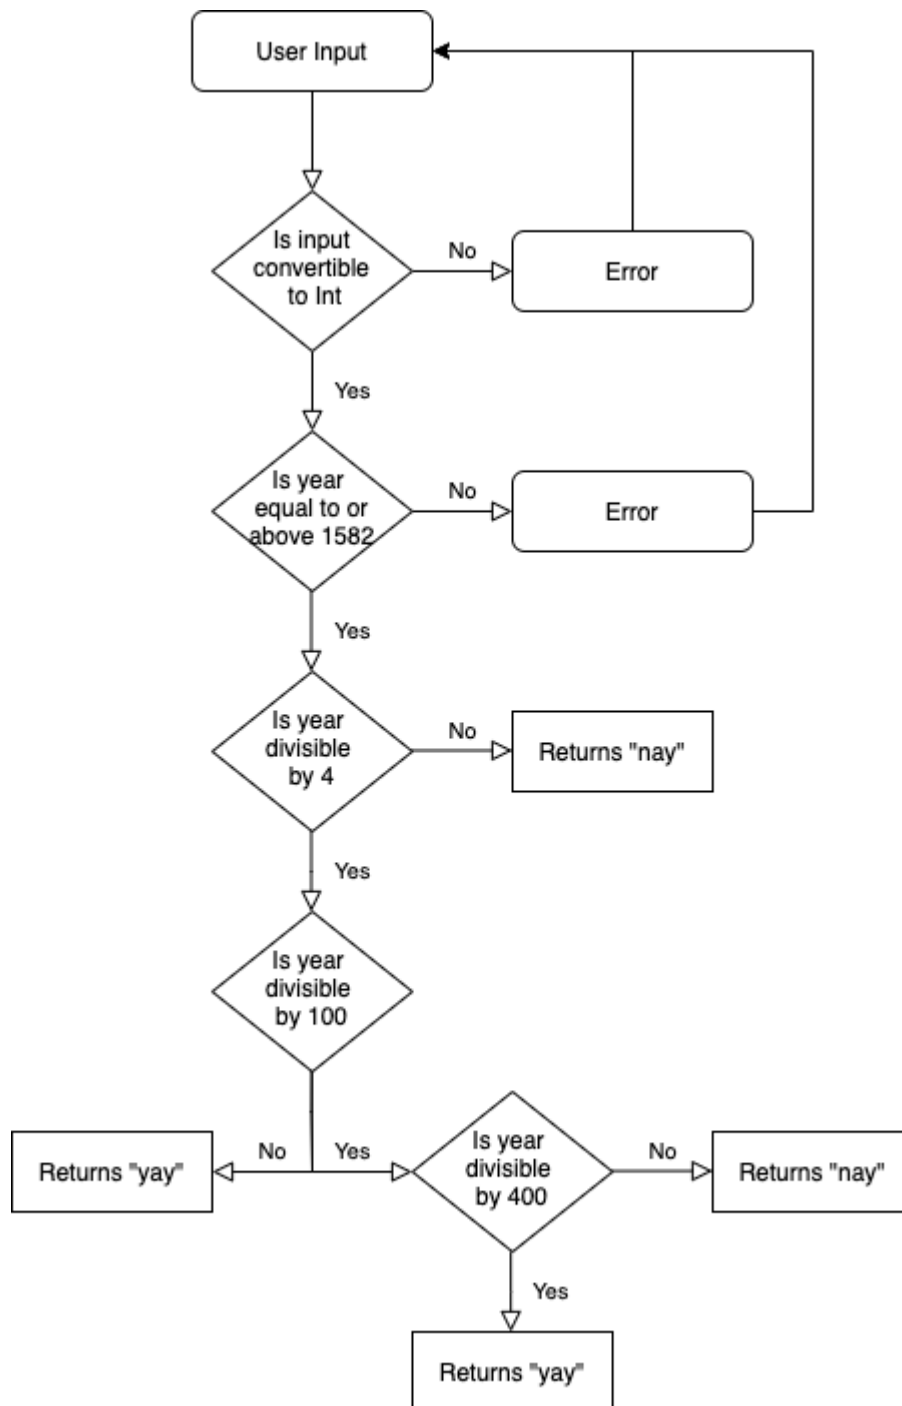 User Input
Is input
convertible
to Int
No
Error
Yes
Is year
equal to or
above 1582
No
Error
Yes
Is year
divisible
by 4
No
Returns "nay"
Yes
Is year
divisible
by 100
Returns "yay"
No
Yes
Is year
divisible
by 400
No
Returns "nay"
Yes
Returns "yay"